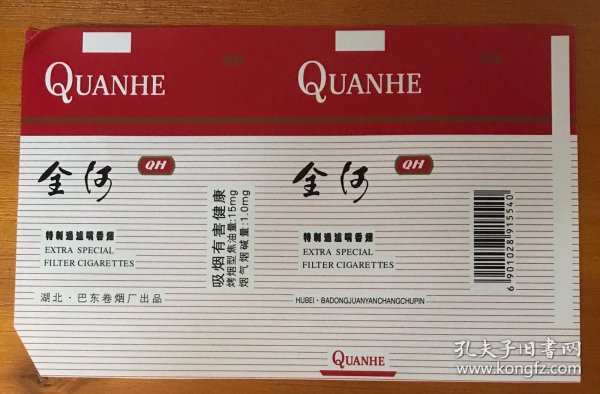 QUANHE
QUANHE
全河
QH
特制过滤嘴香烟
EXTRA SPECIAL
FILTER CIGARETTES
湖北·巴东卷烟厂出品
吸烟有害健康
烤烟型焦油量:15mg
烟气烟碱量:1.0mg
全河
QH
特制过滤嘴香烟
EXTRA SPECIAL
FILTER CIGARETTES
HUBEI·BADONGJUANYANCHANGCHUPIN
QUANHE
6 901028 915540
孔夫子旧书网
www.kongfz.com